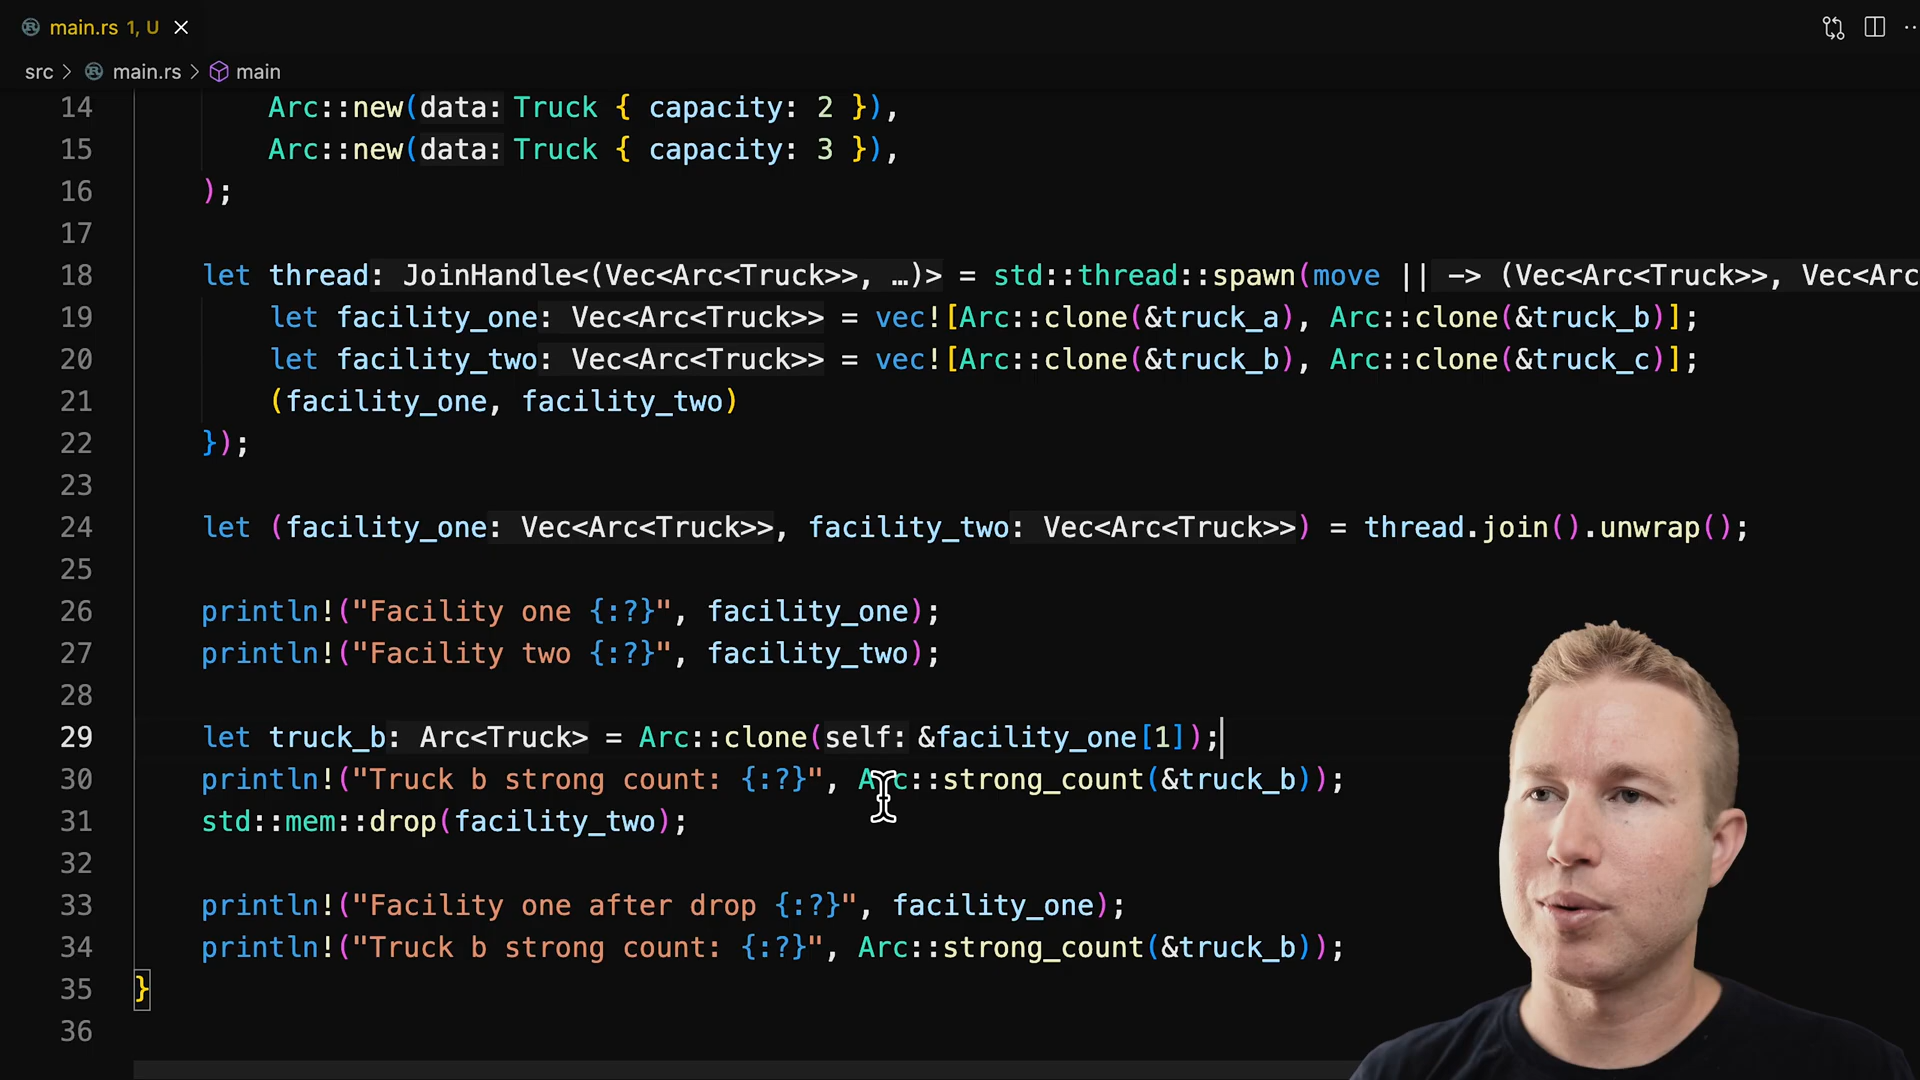 main.rs 1, U
src > main.rs > main
14 Arc::new(data: Truck { capacity: 2 }),
15 Arc::new(data: Truck { capacity: 3 }),
16 );
17
18 let thread: JoinHandle<(Vec<Arc<Truck>>, …)> = std::thread::spawn(move || -> (Vec<Arc<Truck>>, Vec<Arc
19 let facility_one: Vec<Arc<Truck>> = vec![Arc::clone(&truck_a), Arc::clone(&truck_b)];
20 let facility_two: Vec<Arc<Truck>> = vec![Arc::clone(&truck_b), Arc::clone(&truck_c)];
21 (facility_one, facility_two)
22 });
23
24 let (facility_one: Vec<Arc<Truck>>, facility_two: Vec<Arc<Truck>>) = thread.join().unwrap();
25
26 println!("Facility one {:?}", facility_one);
27 println!("Facility two {:?}", facility_two);
28
29 let truck_b: Arc<Truck> = Arc::clone(self: &facility_one[1]);
30 println!("Truck b strong count: {:?}", Arc::strong_count(&truck_b));
31 std::mem::drop(facility_two);
32
33 println!("Facility one after drop {:?}", facility_one);
34 println!("Truck b strong count: {:?}", Arc::strong_count(&truck_b));
35 }
36